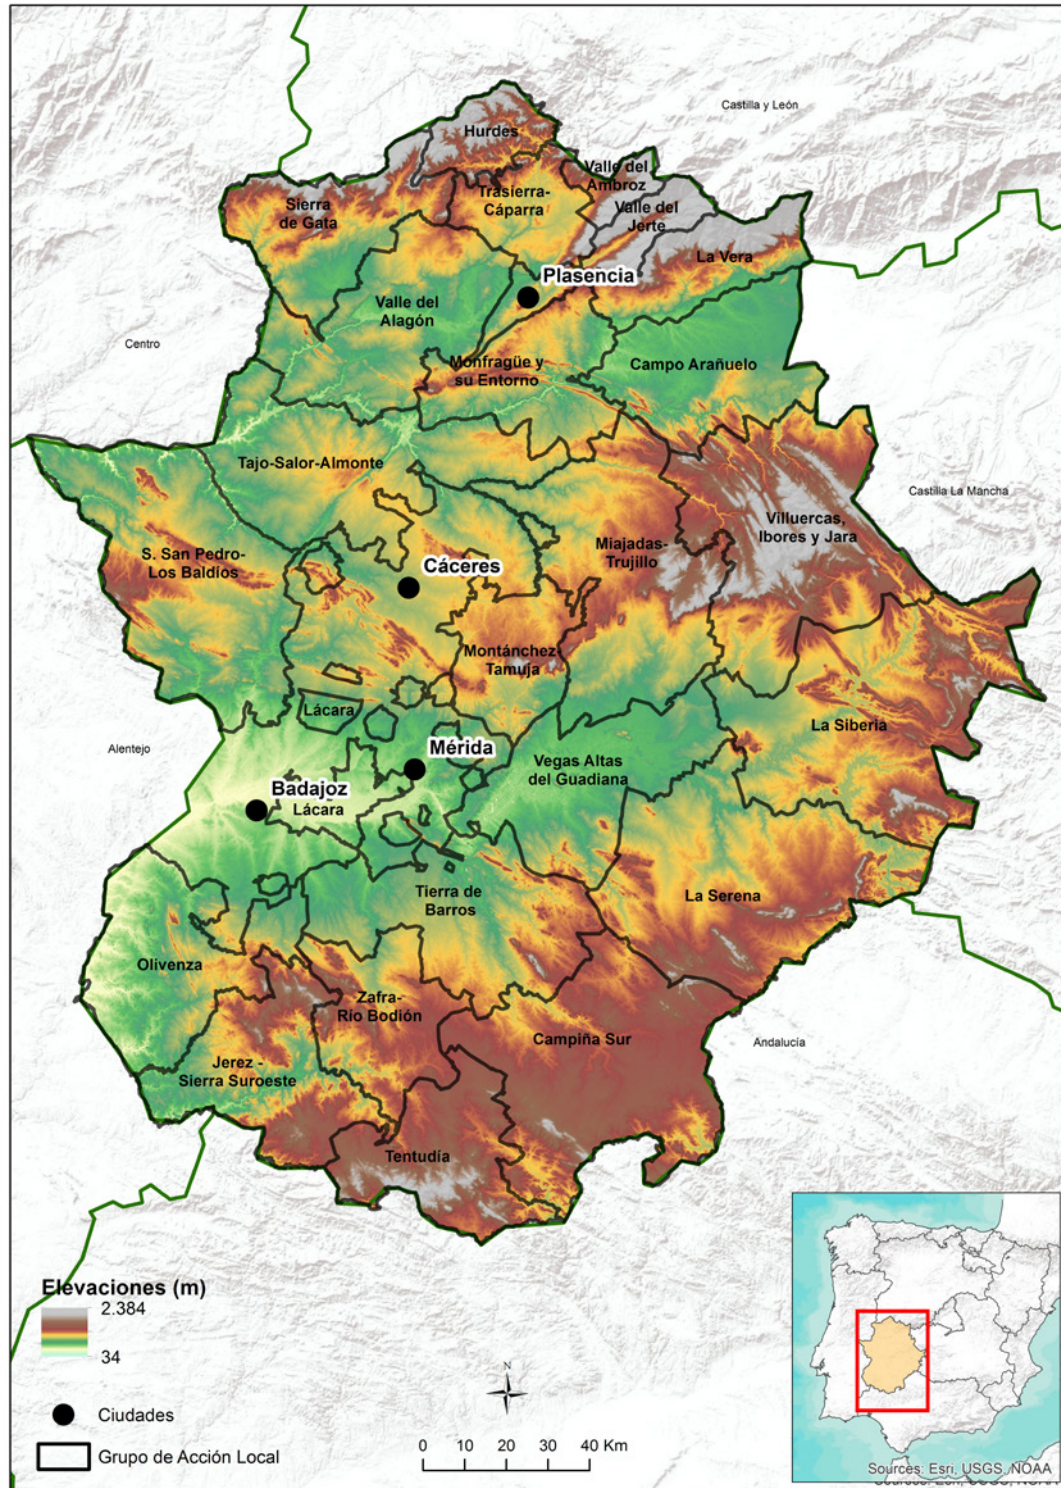 Castilla y León
Hurdes
Valle del
Ambroz
Trasierra-
Cáparra
Sierra
de Gata
Valle del
Jerte
La Vera
Plasencia
Valle del
Alagón
Centro
Monfragüe y
su Entorno
Campo Arañuelo
Tajo-Salor-Almonte
Castilla La Mancha
Villuercas,
Ibores y Jara
S. San Pedro-
Los Baldíos
Miajadas-
Trujillo
Cáceres
Montánchez-
Tamuja
Lácara
La Siberia
Alentejo
Mérida
Vegas Altas
del Guadiana
Badajoz
Lácara
Tierra de
Barros
La Serena
Olivenza
Zafra-
Río Bodión
Campiña Sur
Andalucía
Jerez -
Sierra Suroeste
Tentudía
Elevaciones (m)
2.384
34
N
Ciudades
Grupo de Acción Local
0 10 20 30 40 Km
Sources: Esri, USGS, NOAA
Sources: Esri, USGS, NOAA